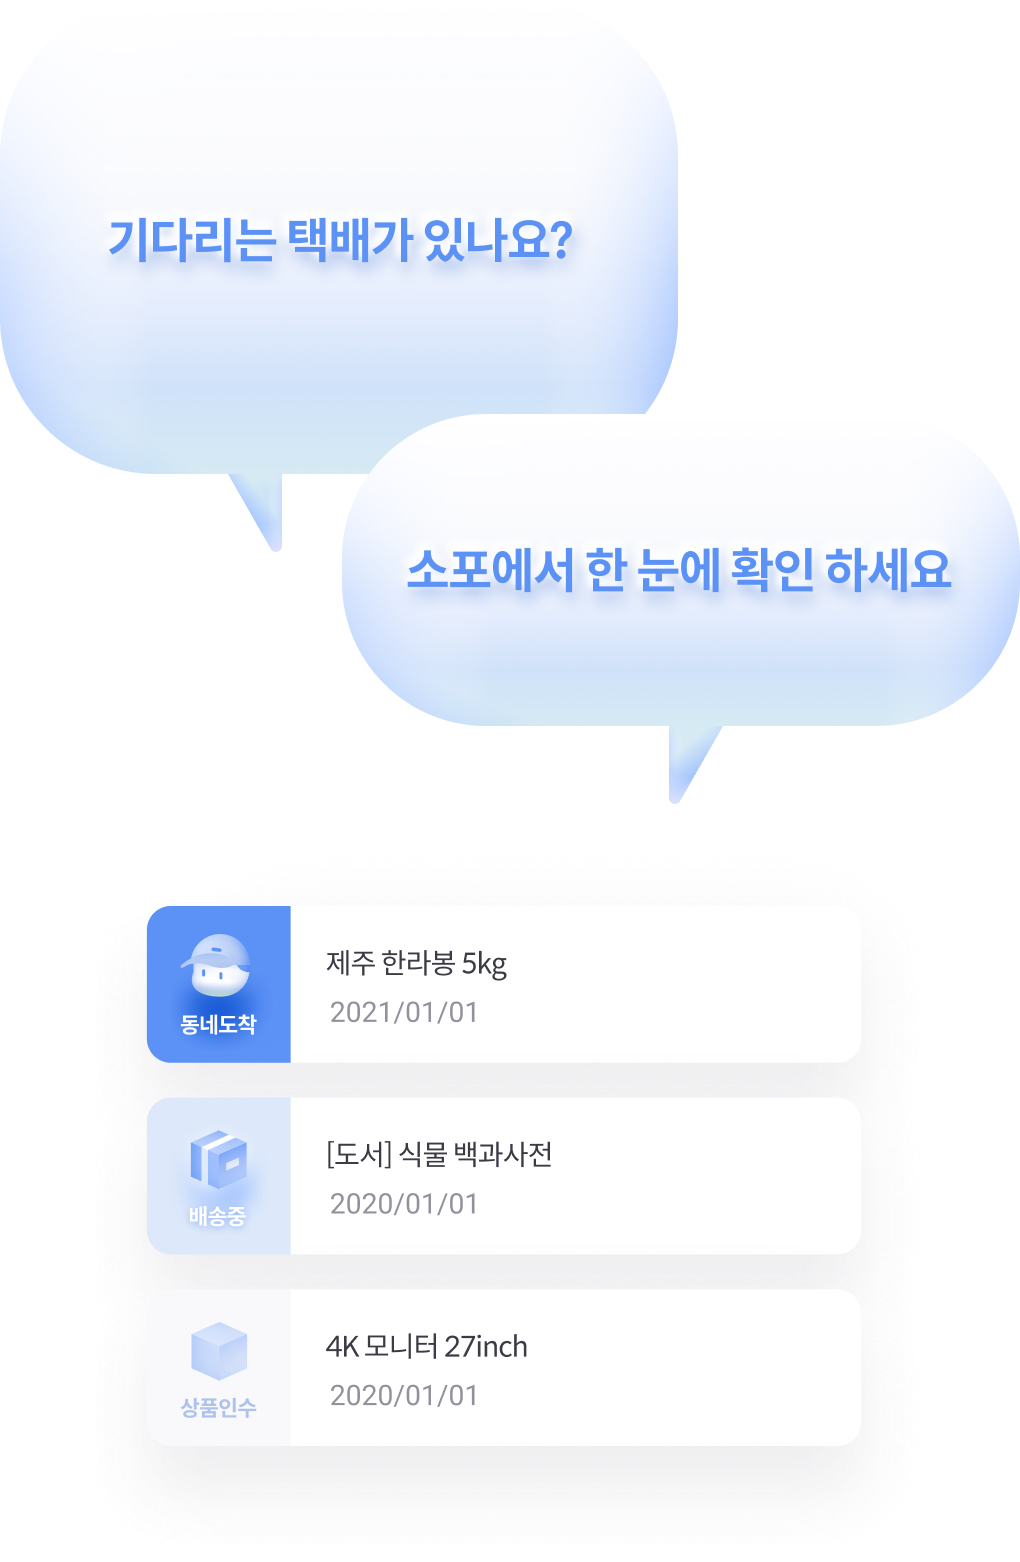 기다리는 택배가 있나요?
소포에서 한 눈에 확인 하세요
동네도착
제주 한라봉 5kg
2021/01/01
배송중
[도서] 식물 백과사전
2020/01/01
상품인수
4K 모니터 27inch
2020/01/01